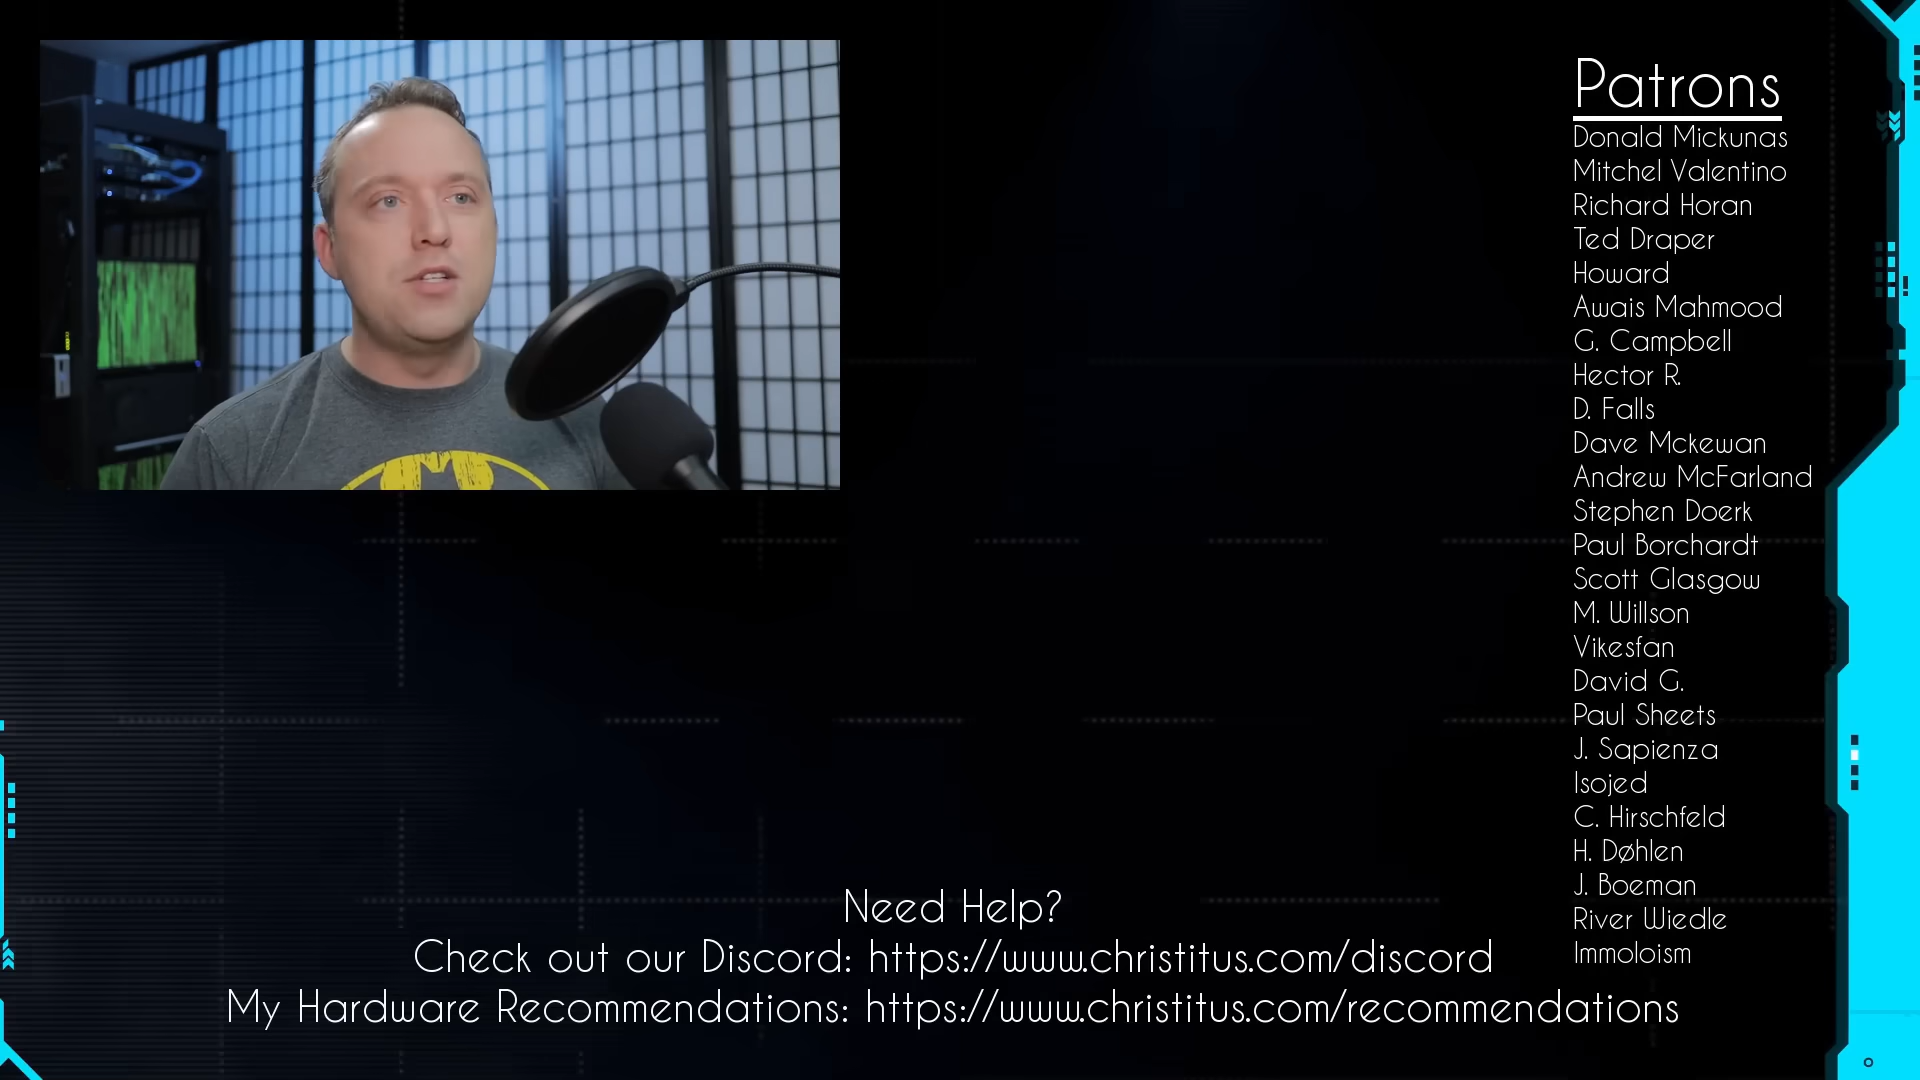 Patrons
Donald Mickunas
Mitchel Valentino
Richard Horan
Ted Draper
Howard
Awais Mahmood
G. Campbell
Hector R.
D. Falls
Dave Mckewan
Andrew McFarland
Stephen Doerk
Paul Borchardt
Scott Glasgow
M. Willson
Vikesfan
David G.
Paul Sheets
J. Sapienza
Isojed
C. Hirschfeld
H. Døhlen
J. Boeman
River Wiedle
Immoloism
Need Help?
Check out our Discord: https://www.christitus.com/discord
My Hardware Recommendations: https://www.christitus.com/recommendations